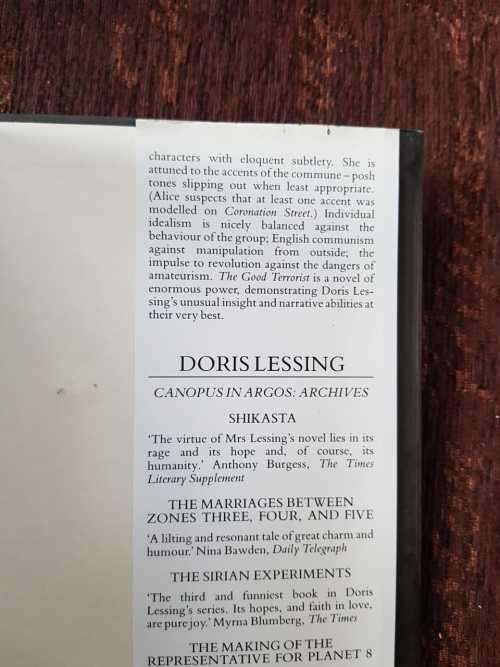 characters with eloquent subtlety. She is
attuned to the accents of the commune – posh
tones slipping out when least appropriate.
(Alice suspects that at least one accent was
modelled on Coronation Street.) Individual
idealism is nicely balanced against the
behaviour of the group; English communism
against manipulation from outside; the
impulse to revolution against the dangers of
amateurism. The Good Terrorist is a novel of
enormous power, demonstrating Doris Les-
sing's unusual insight and narrative abilities at
their very best.
DORIS LESSING
CANOPUS IN ARGOS: ARCHIVES
SHIKASTA
'The virtue of Mrs Lessing's novel lies in its
rage and its hope and, of course, its
humanity.' Anthony Burgess, The Times
Literary Supplement
THE MARRIAGES BETWEEN
ZONES THREE, FOUR, AND FIVE
'A lilting and resonant tale of great charm and
humour.' Nina Bawden, Daily Telegraph
THE SIRIAN EXPERIMENTS
'The third and funniest book in Doris
Lessing's series. Its hopes, and faith in love,
are pure joy.' Myrna Blumberg, The Times
THE MAKING OF THE
REPRESENTATIVE FOR PLANET 8